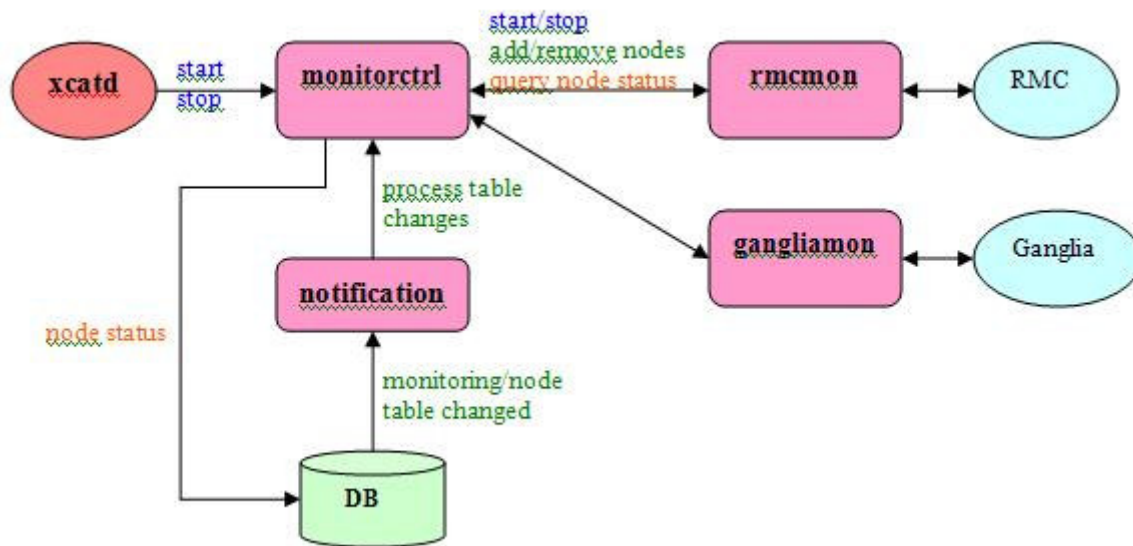 xcatd
start
stop
monitorctrl
start/stop
add/remove nodes
query node status
rmcmon
RMC
process table
changes
gangliamon
Ganglia
notification
node status
monitoring/node
table changed
DB